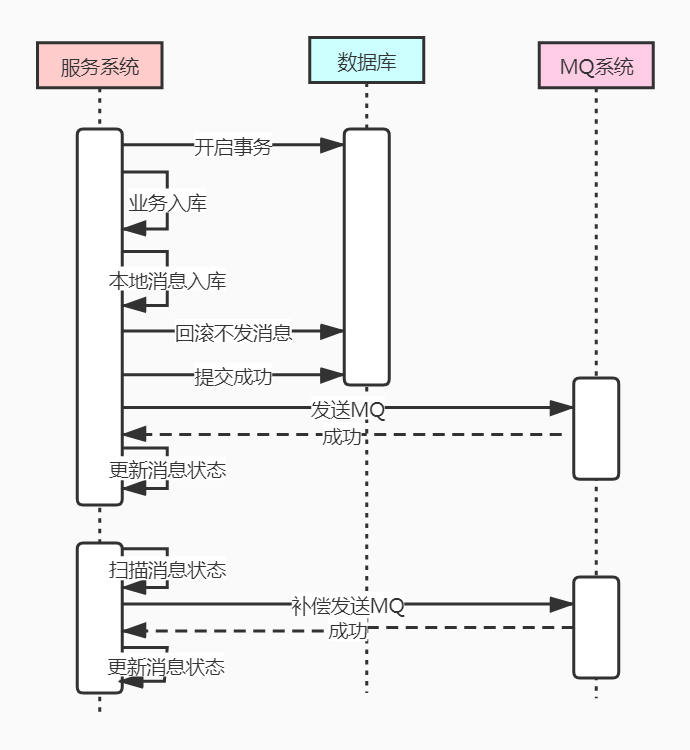 服务系统
数据库
MQ系统
开启事务
业务入库
本地消息入库
回滚不发消息
提交成功
发送MQ
成功
更新消息状态
扫描消息状态
补偿发送MQ
成功
更新消息状态